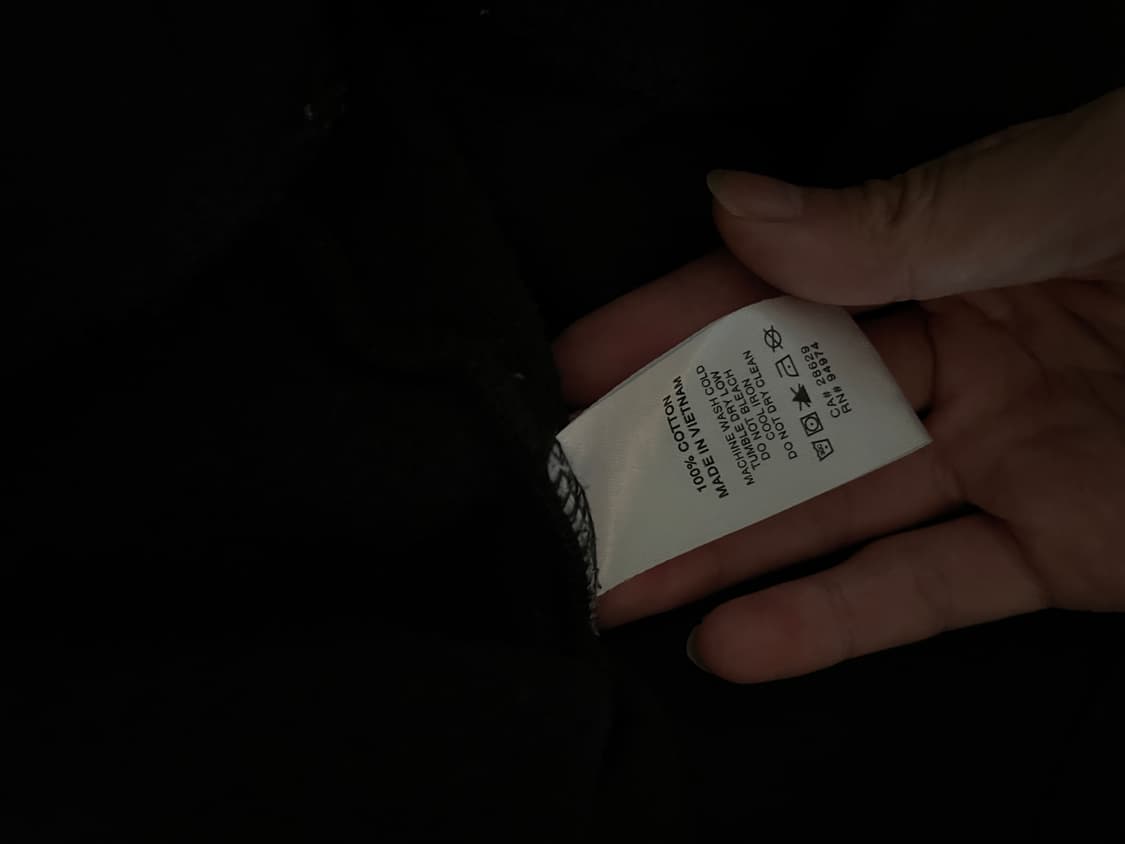 100% COTTON
MADE IN VIETNAM
MACHINE WASH COLD
TUMBLE DRY LOW
DO NOT BLEACH
COOL IRON
DO NOT DRY CLEAN
CA# 28629
RN# 94974